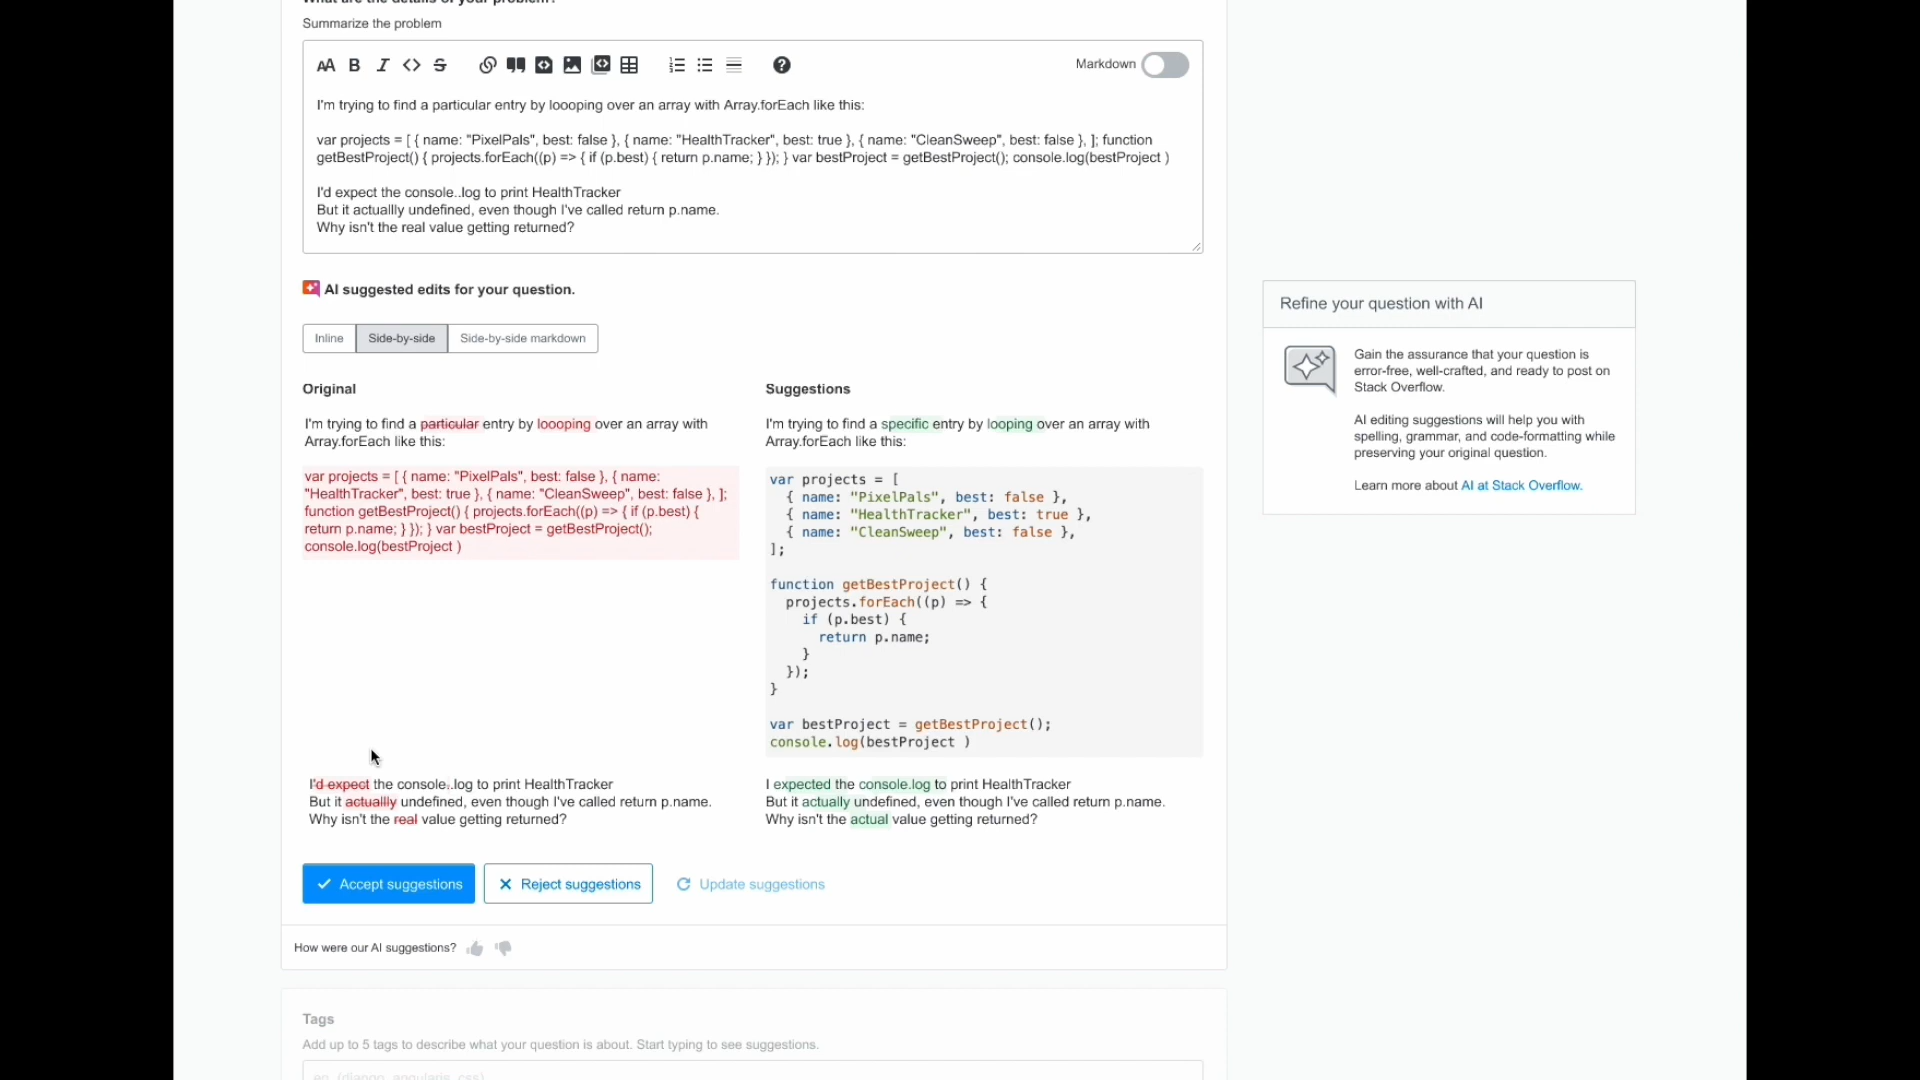 What are the details of your problem?
Summarize the problem
Markdown
I'm trying to find a particular entry by loooping over an array with Array.forEach like this:
var projects = [ { name: "PixelPals", best: false }, { name: "HealthTracker", best: true }, { name: "CleanSweep", best: false }, ]; function
getBestProject() { projects.forEach((p) => { if (p.best) { return p.name; } }); } var bestProject = getBestProject(); console.log(bestProject )
I'd expect the console..log to print HealthTracker
But it actuallly undefined, even though I've called return p.name.
Why isn't the real value getting returned?
AI suggested edits for your question.
Inline Side-by-side Side-by-side markdown
Original
I'm trying to find a particular entry by loooping over an array with
Array.forEach like this:
var projects = [ { name: "PixelPals", best: false }, { name:
"HealthTracker", best: true }, { name: "CleanSweep", best: false }, ];
function getBestProject() { projects.forEach((p) => { if (p.best) {
return p.name; } }); } var bestProject = getBestProject();
console.log(bestProject )
I'd expect the console..log to print HealthTracker
But it actuallly undefined, even though I've called return p.name.
Why isn't the real value getting returned?
Suggestions
I'm trying to find a specific entry by looping over an array with
Array.forEach like this:
var projects = [
{ name: "PixelPals", best: false },
{ name: "HealthTracker", best: true },
{ name: "CleanSweep", best: false },
];
function getBestProject() {
projects.forEach((p) => {
if (p.best) {
return p.name;
}
});
}
var bestProject = getBestProject();
console.log(bestProject )
I expected the console.log to print HealthTracker
But it actually undefined, even though I've called return p.name.
Why isn't the actual value getting returned?
Accept suggestions Reject suggestions Update suggestions
How were our AI suggestions?
Tags
Add up to 5 tags to describe what your question is about. Start typing to see suggestions.
eg. (django, angularjs, css)
Refine your question with AI
Gain the assurance that your question is
error-free, well-crafted, and ready to post on
Stack Overflow.
AI editing suggestions will help you with
spelling, grammar, and code-formatting while
preserving your original question.
Learn more about AI at Stack Overflow.